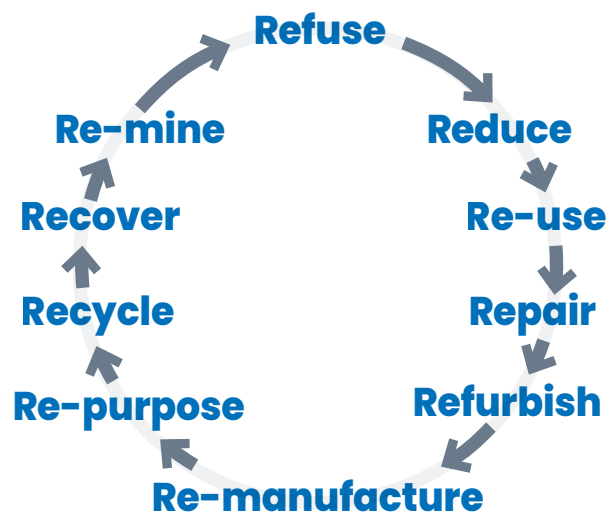 Refuse
Reduce
Re-use
Repair
Refurbish
Re-manufacture
Re-purpose
Recycle
Recover
Re-mine